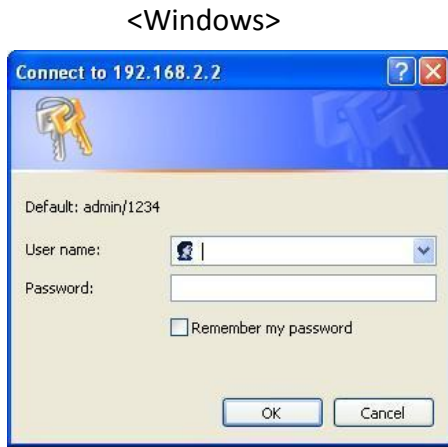 <Windows>
Connect to 192.168.2.2
Default: admin/1234
User name:
Password:
Remember my password
OK Cancel